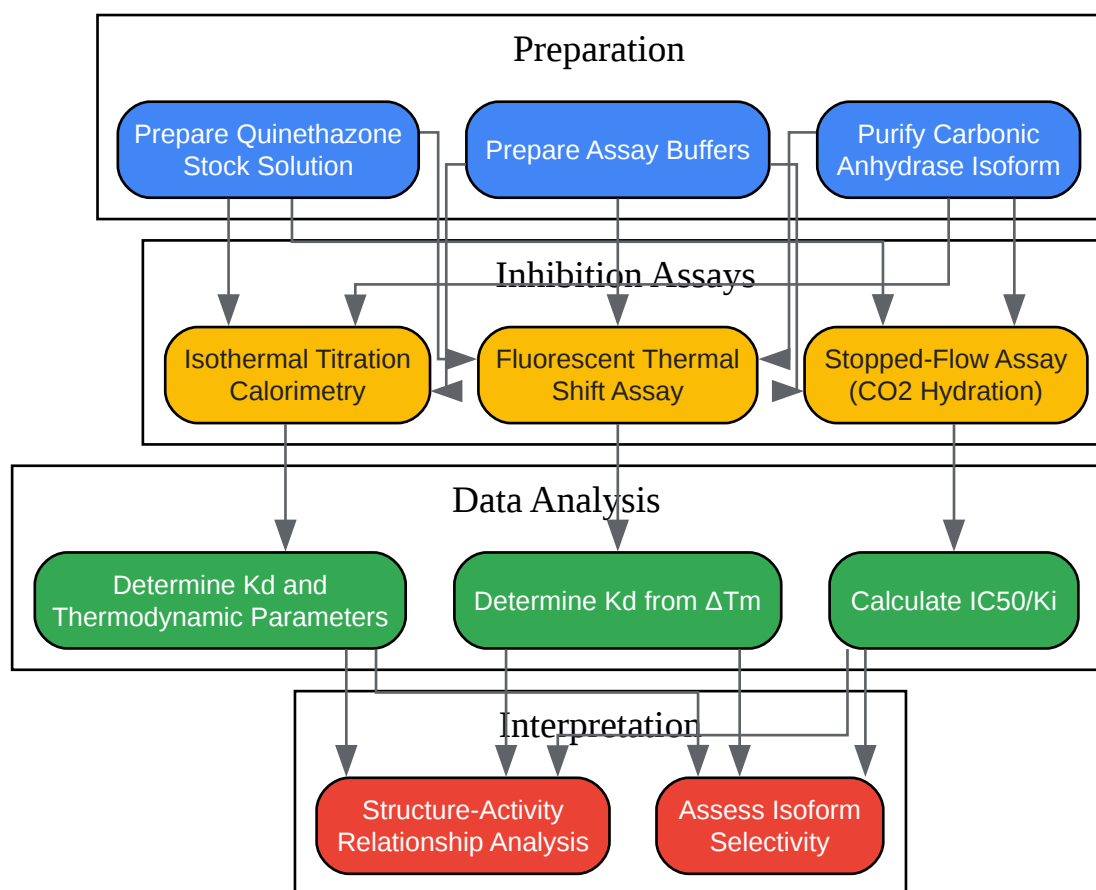 Preparation
Prepare Quinethazone
Stock Solution
Prepare Assay Buffers
Purify Carbonic
Anhydrase Isoform
Inhibition Assays
Isothermal Titration
Calorimetry
Fluorescent Thermal
Shift Assay
Stopped-Flow Assay
(CO2 Hydration)
Data Analysis
Determine Kd and
Thermodynamic Parameters
Determine Kd from ΔTm
Calculate IC50/Ki
Interpretation
Structure-Activity
Relationship Analysis
Assess Isoform
Selectivity